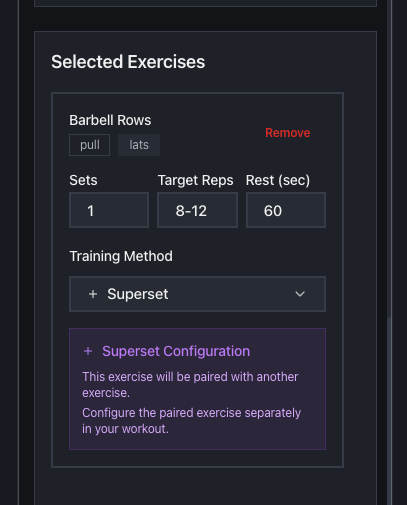 Selected Exercises
Barbell Rows
pull lats
Remove
Sets Target Reps Rest (sec)
1 8-12 60
Training Method
+ Superset
+ Superset Configuration
This exercise will be paired with another
exercise.
Configure the paired exercise separately
in your workout.